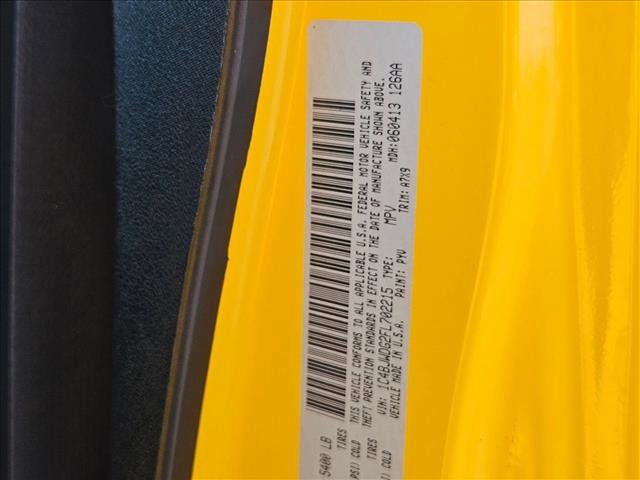 5400 LB
TIRES
PSI) COLD
TIRES
PSI) COLD
THIS VEHICLE CONFORMS TO ALL APPLICABLE U.S.A. FEDERAL MOTOR VEHICLE SAFETY AND
THEFT PREVENTION STANDARDS IN EFFECT ON THE DATE OF MANUFACTURE SHOWN ABOVE.
VIN: 1C4BJWDG2FL702215 TYPE: MPV MDH:060413 126AA
VEHICLE MADE IN U.S.A. PAINT: PYV TRIM: A7X9